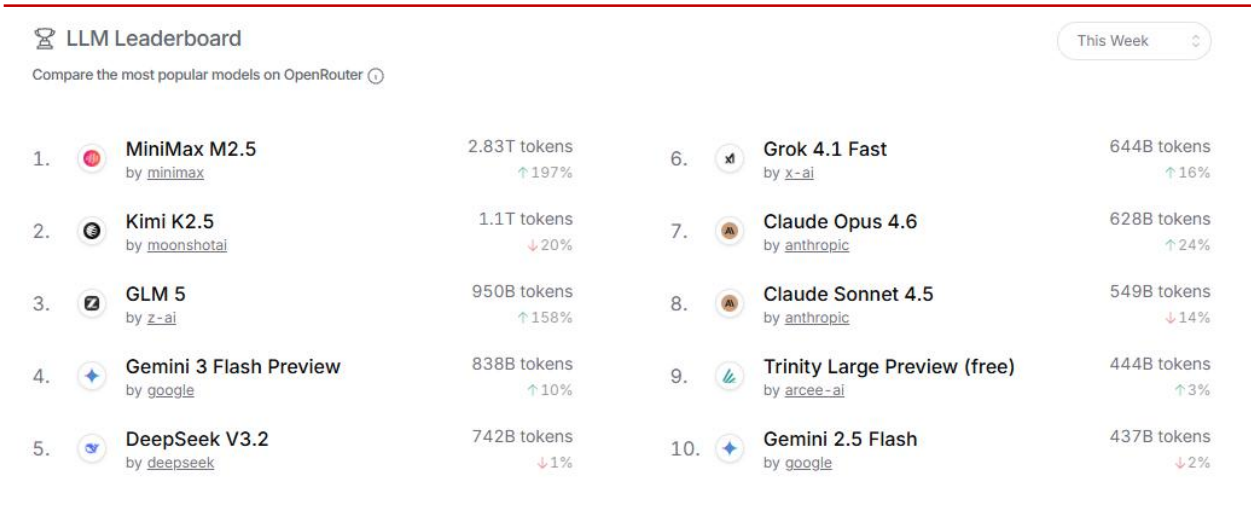 LLM Leaderboard
This Week
Compare the most popular models on OpenRouter
1.
MiniMax M2.5
2.83T tokens
by minimax
↑197%
2.
Kimi K2.5
1.1T tokens
by moonshotai
↓20%
3.
GLM 5
950B tokens
by z-ai
↑158%
4.
Gemini 3 Flash Preview
838B tokens
by google
↑10%
5.
DeepSeek V3.2
742B tokens
by deepseek
↓1%
6.
Grok 4.1 Fast
644B tokens
by x-ai
↑16%
7.
Claude Opus 4.6
628B tokens
by anthropic
↑24%
8.
Claude Sonnet 4.5
549B tokens
by anthropic
↓14%
9.
Trinity Large Preview (free)
444B tokens
by arcee-ai
↑3%
10.
Gemini 2.5 Flash
437B tokens
by google
↓2%